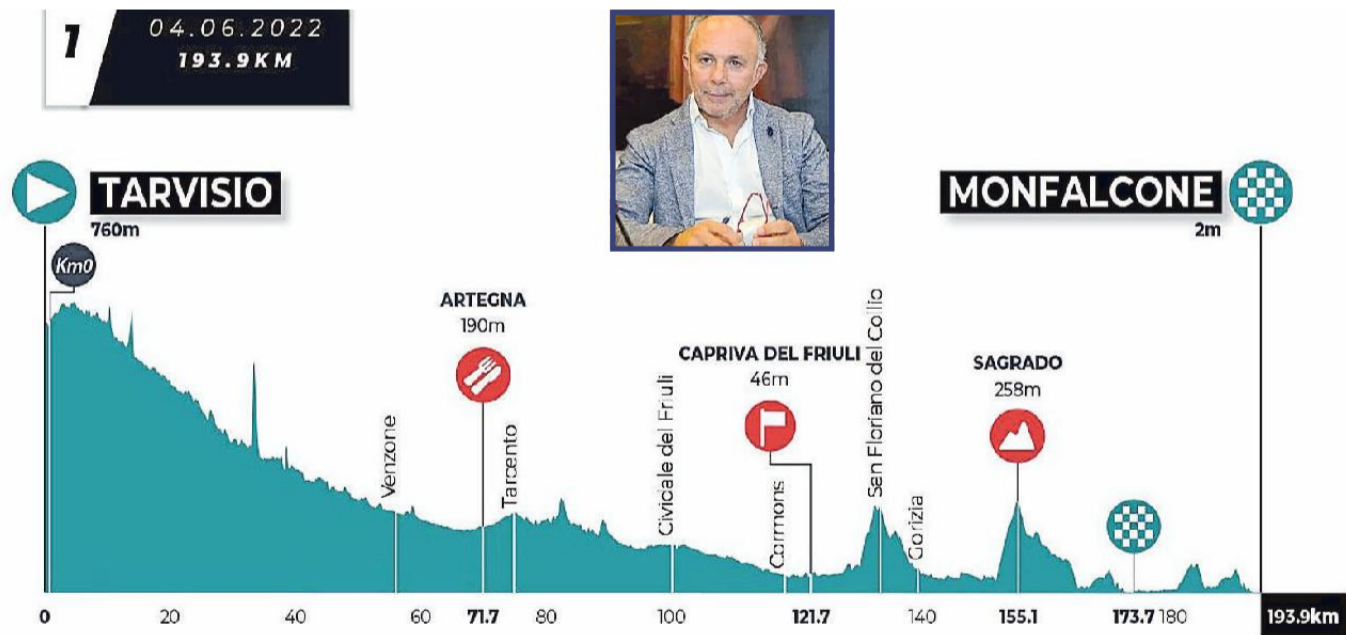 1
04.06.2022
193.9KM
TARVISIO
760m
Km0
MONFALCONE
2m
ARTEGNA
190m
CAPRIVA DEL FRIULI
46m
SAGRADO
258m
Venzone
Tarcento
Cividale del Friuli
Cormons
San Floriano del Collio
Gorizia
0
20
40
60
71.7
80
100
121.7
140
155.1
173.7
180
193.9km